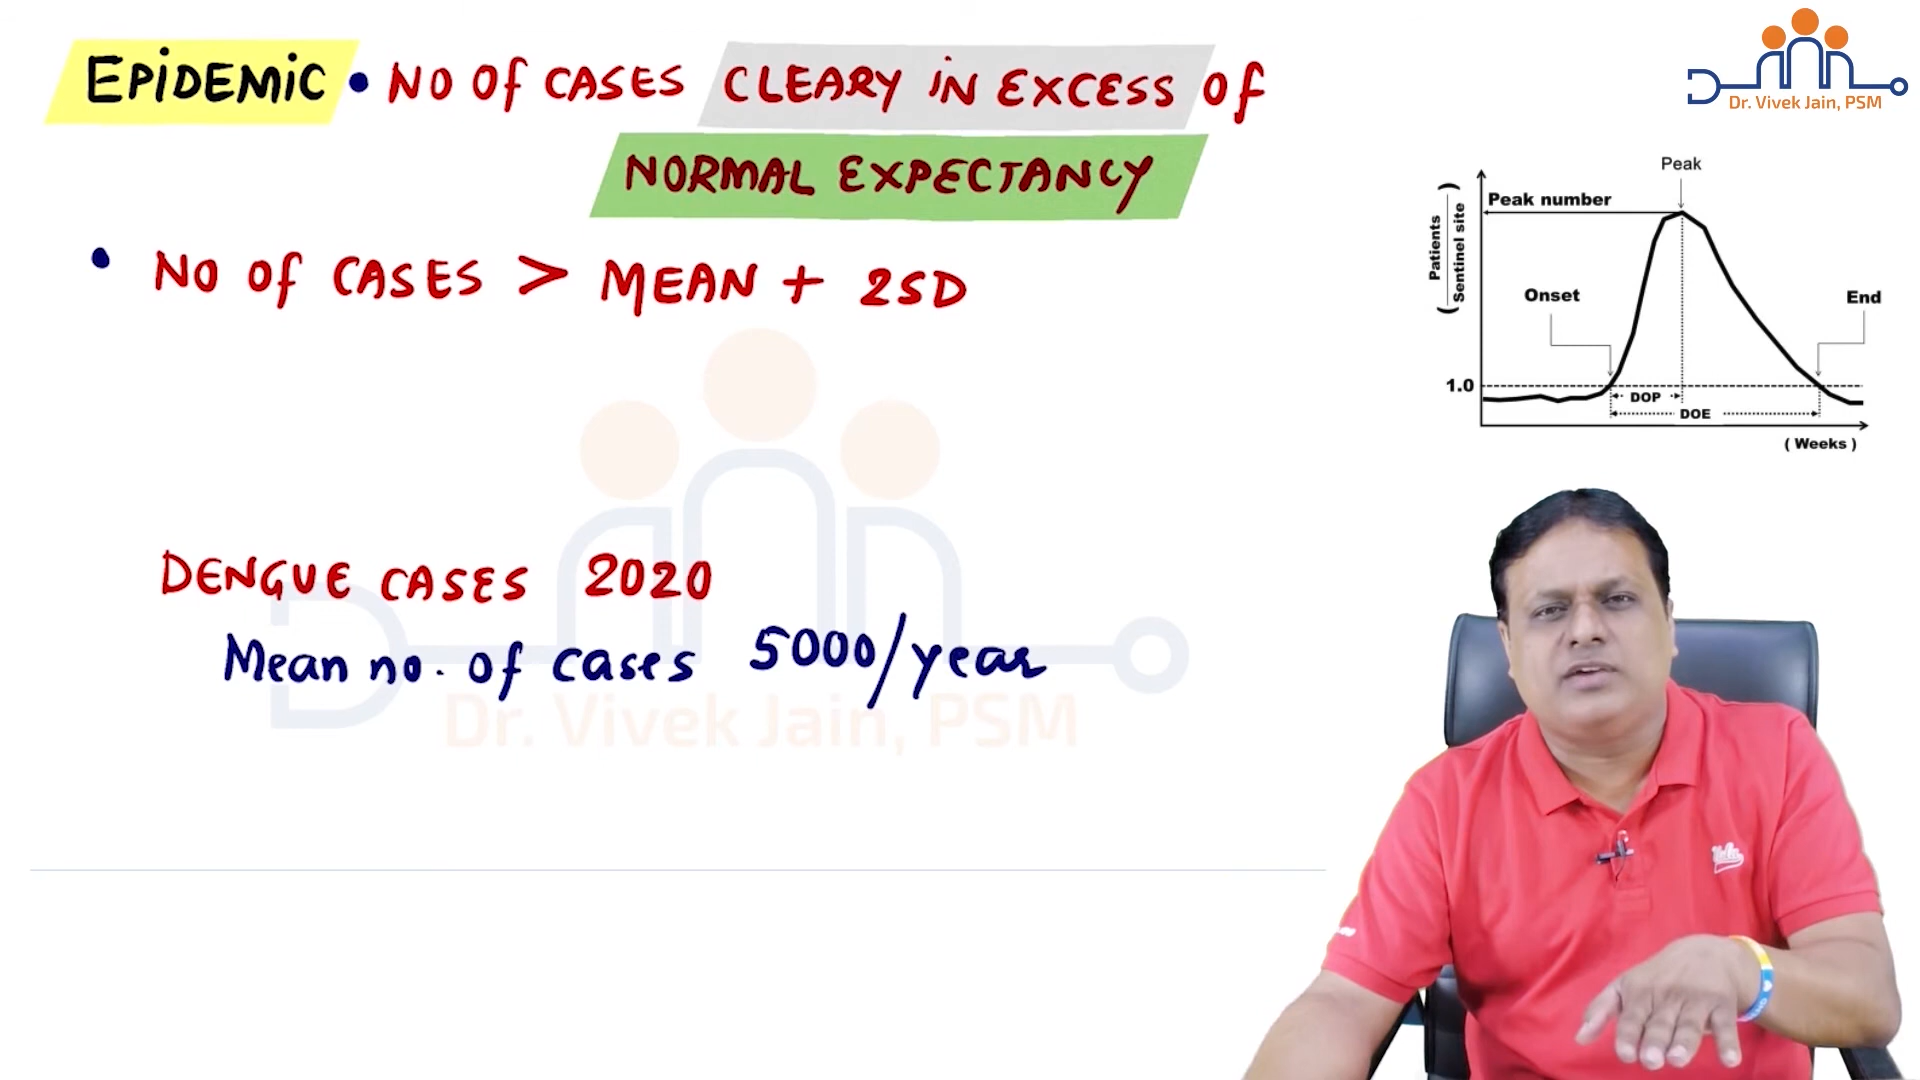 EPIDEMIC • NO OF CASES CLEARY IN EXCESS OF
NORMAL EXPECTANCY
• NO OF CASES > MEAN + 2SD
DENGUE CASES 2020
Mean no. of cases 5000/year
Dr. Vivek Jain, PSM
Dr. Vivek Jain, PSM
Peak
Peak number
Patients
Sentinel site
Onset
End
1.0
DOP
DOE
( Weeks )